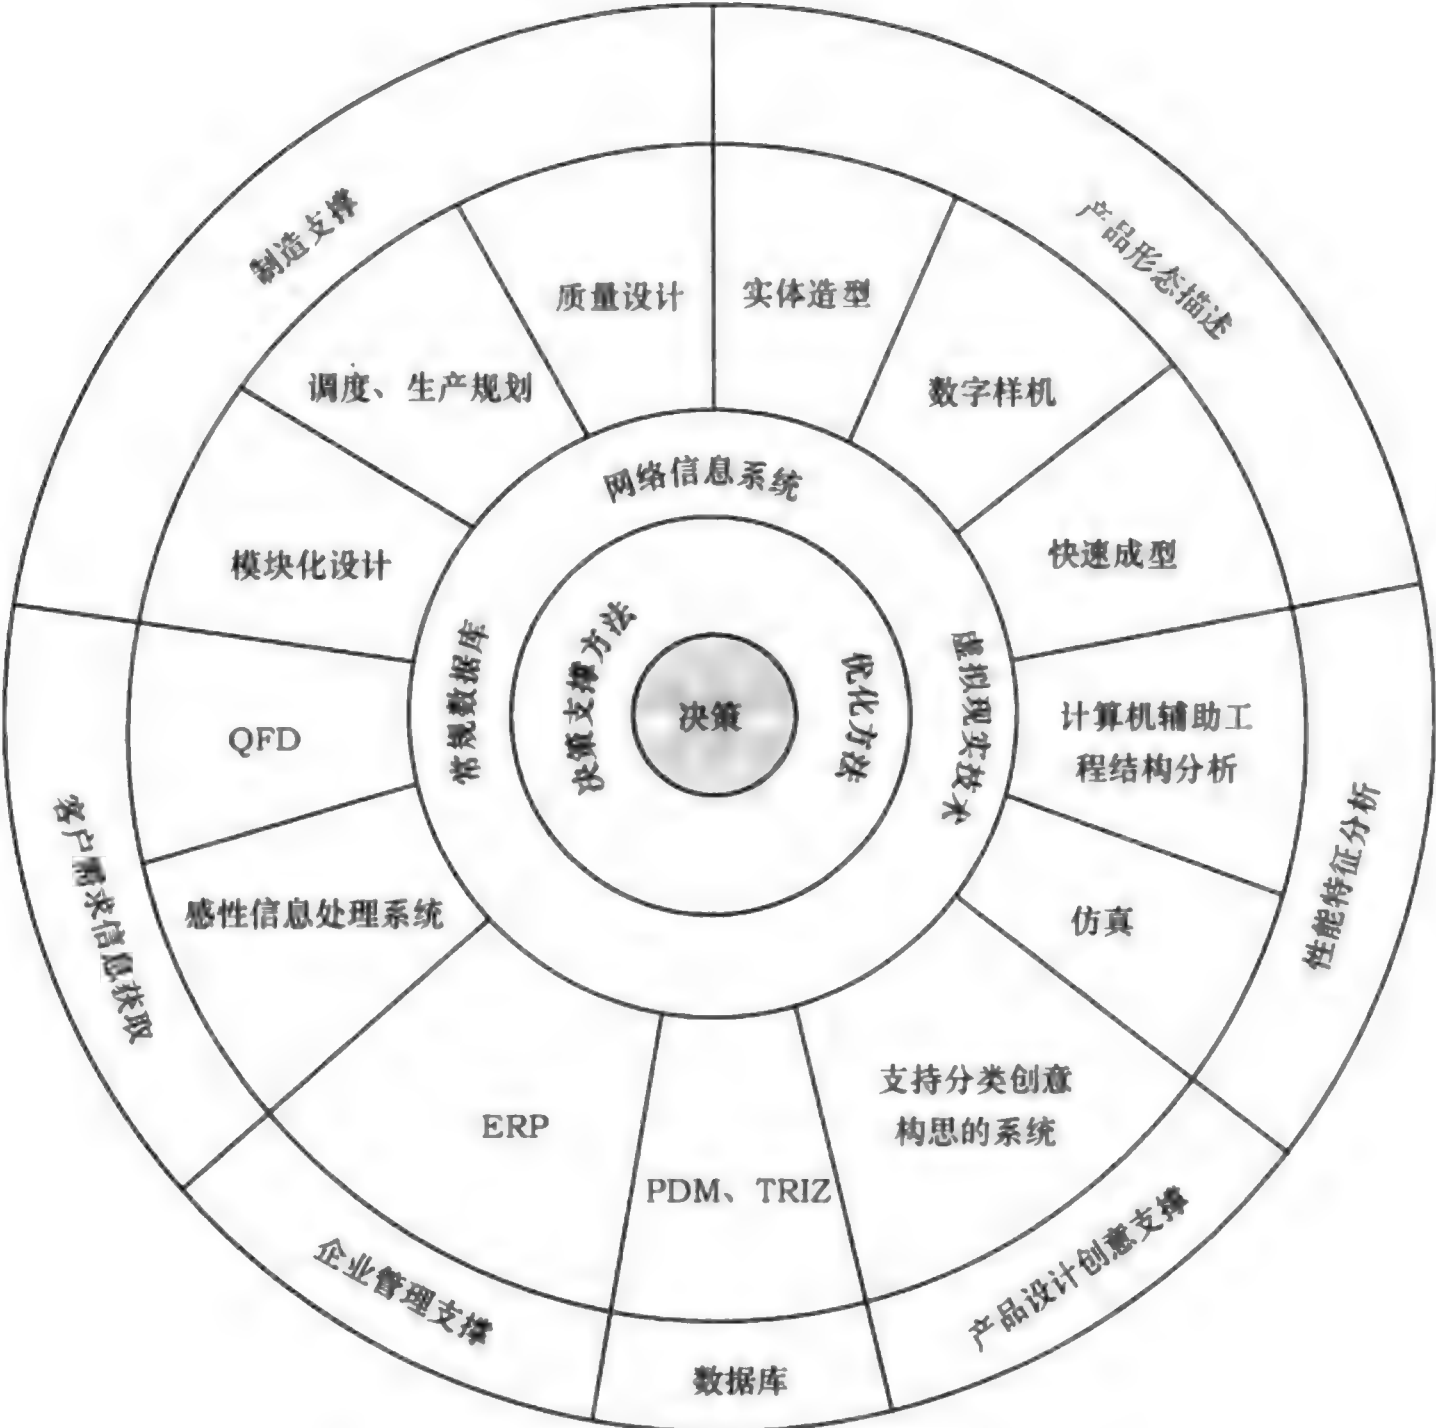 制造支撑
产品形态描述
质量设计
实体造型
调度、生产规划
数字样机
网络信息系统
模块化设计
快速成型
常规数据库
决策支撑方法
决策
优化方法
虚拟现实技术
QFD
计算机辅助工
程结构分析
客户需求信息获取
性能特征分析
感性信息处理系统
仿真
ERP
PDM、TRIZ
支持分类创意
构思的系统
企业管理支撑
数据库
产品设计创意支撑